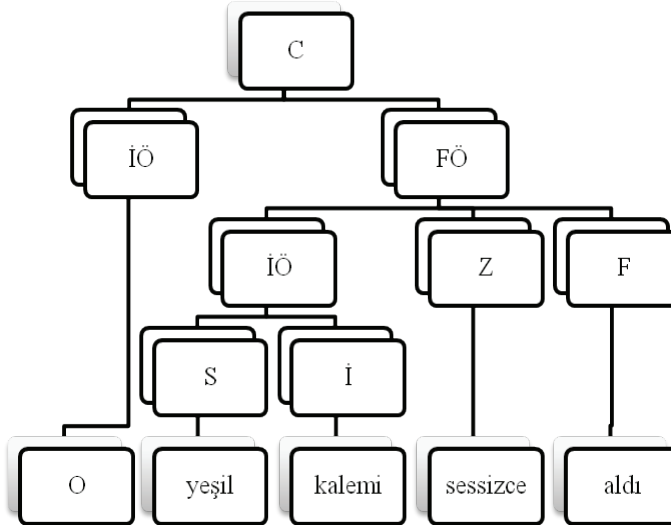 C
İÖ FÖ
İÖ Z F
S İ
O yeşil kalemi sessizce aldı